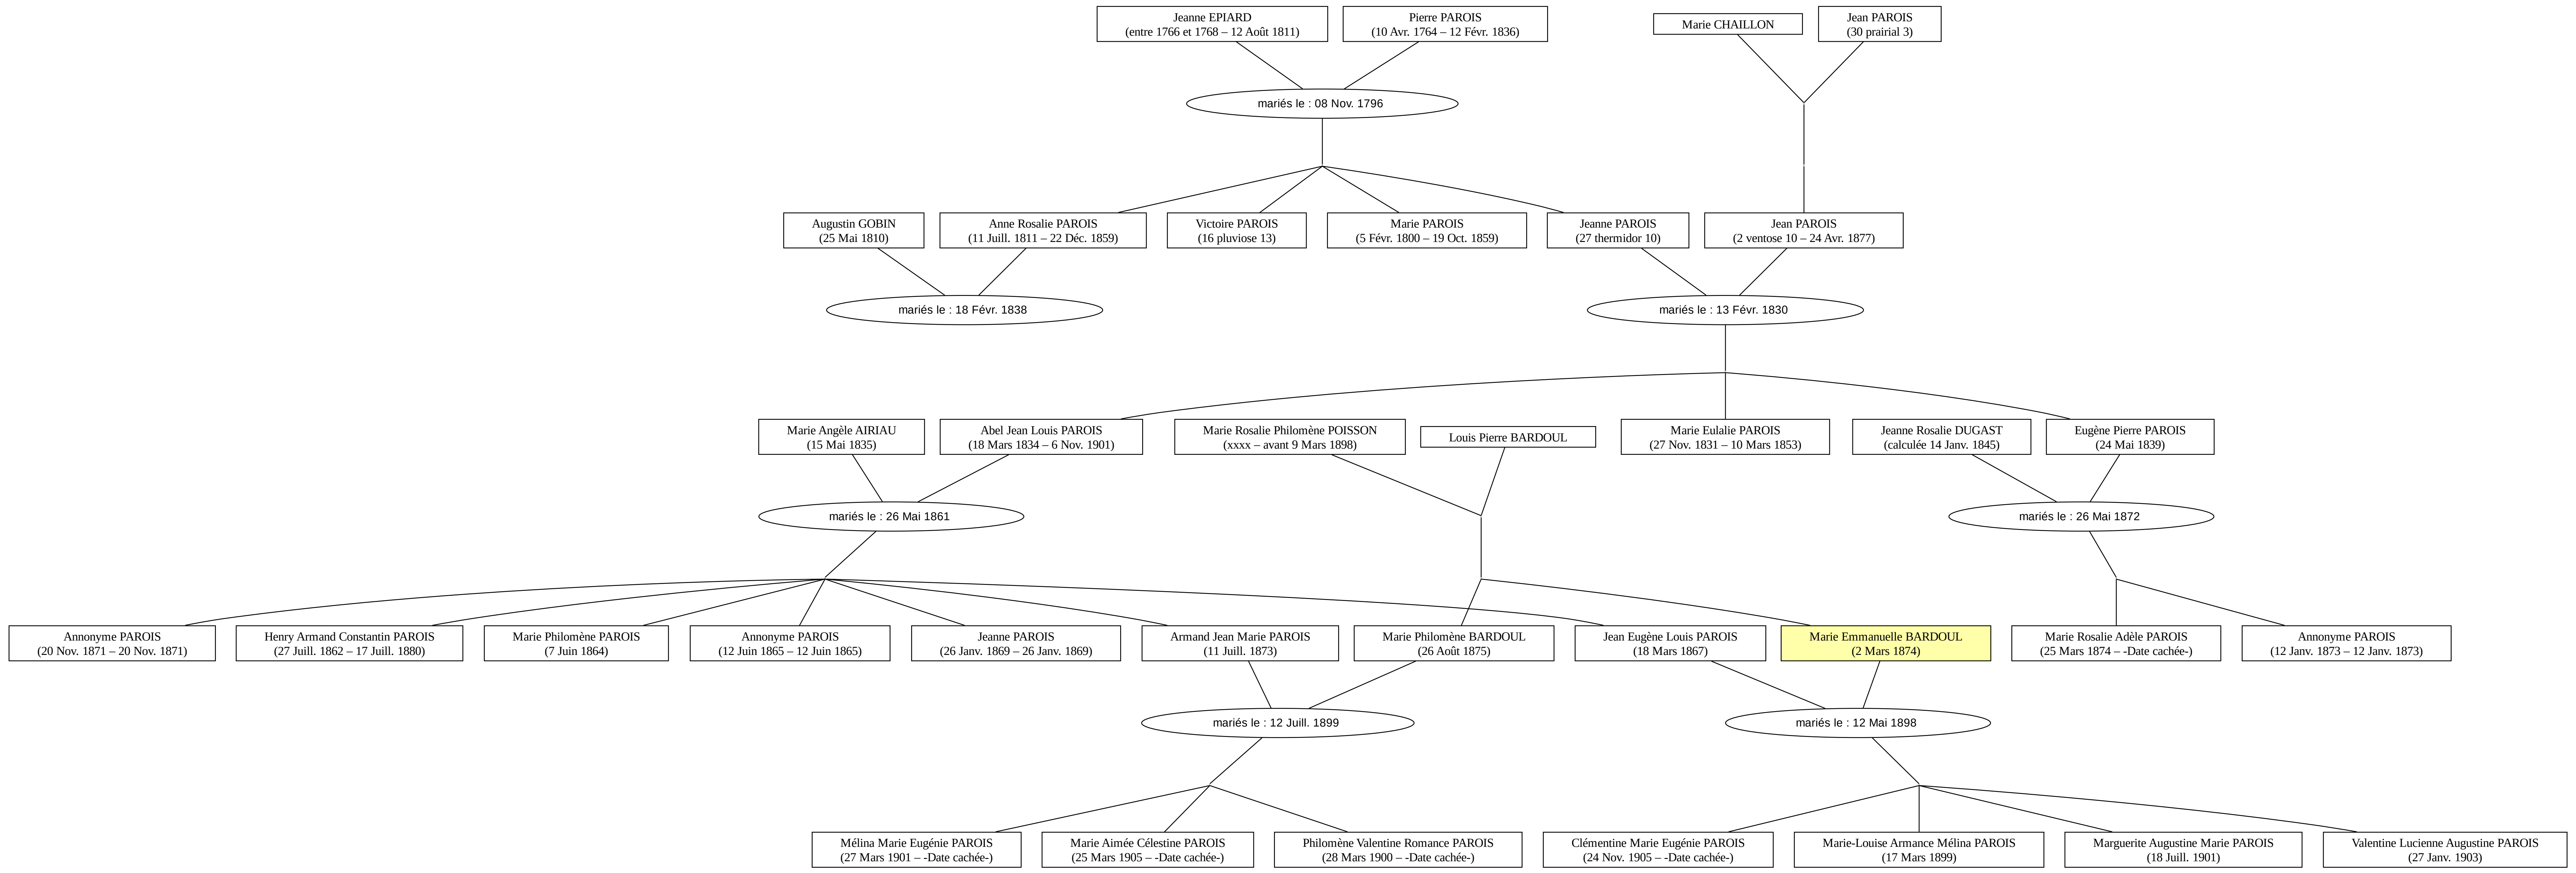 Jeanne EPIARD
(entre 1766 et 1768 – 12 Août 1811)
Pierre PAROIS
(10 Avr. 1764 – 12 Févr. 1836)
Marie CHAILLON
Jean PAROIS
(30 prairial 3)
mariés le : 08 Nov. 1796
Augustin GOBIN
(25 Mai 1810)
Anne Rosalie PAROIS
(11 Juill. 1811 – 22 Déc. 1859)
Victoire PAROIS
(16 pluviose 13)
Marie PAROIS
(5 Févr. 1800 – 19 Oct. 1859)
Jeanne PAROIS
(27 thermidor 10)
Jean PAROIS
(2 ventose 10 – 24 Avr. 1877)
mariés le : 18 Févr. 1838
mariés le : 13 Févr. 1830
Marie Angèle AIRIAU
(15 Mai 1835)
Abel Jean Louis PAROIS
(18 Mars 1834 – 6 Nov. 1901)
Marie Rosalie Philomène POISSON
(xxxx – avant 9 Mars 1898)
Louis Pierre BARDOUL
Marie Eulalie PAROIS
(27 Nov. 1831 – 10 Mars 1853)
Jeanne Rosalie DUGAST
(calculée 14 Janv. 1845)
Eugène Pierre PAROIS
(24 Mai 1839)
mariés le : 26 Mai 1861
mariés le : 26 Mai 1872
Annonyme PAROIS
(20 Nov. 1871 – 20 Nov. 1871)
Henry Armand Constantin PAROIS
(27 Juill. 1862 – 17 Juill. 1880)
Marie Philomène PAROIS
(7 Juin 1864)
Annonyme PAROIS
(12 Juin 1865 – 12 Juin 1865)
Jeanne PAROIS
(26 Janv. 1869 – 26 Janv. 1869)
Armand Jean Marie PAROIS
(11 Juill. 1873)
Marie Philomène BARDOUL
(26 Août 1875)
Jean Eugène Louis PAROIS
(18 Mars 1867)
Marie Emmanuelle BARDOUL
(2 Mars 1874)
Marie Rosalie Adèle PAROIS
(25 Mars 1874 – -Date cachée-)
Annonyme PAROIS
(12 Janv. 1873 – 12 Janv. 1873)
mariés le : 12 Juill. 1899
mariés le : 12 Mai 1898
Mélina Marie Eugénie PAROIS
(27 Mars 1901 – -Date cachée-)
Marie Aimée Célestine PAROIS
(25 Mars 1905 – -Date cachée-)
Philomène Valentine Romance PAROIS
(28 Mars 1900 – -Date cachée-)
Clémentine Marie Eugénie PAROIS
(24 Nov. 1905 – -Date cachée-)
Marie-Louise Armance Mélina PAROIS
(17 Mars 1899)
Marguerite Augustine Marie PAROIS
(18 Juill. 1901)
Valentine Lucienne Augustine PAROIS
(27 Janv. 1903)